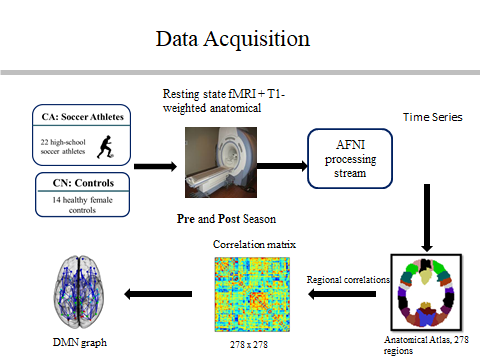 Data Acquisition
Resting state fMRI + T1-
weighted anatomical
Time Series
CA: Soccer Athletes
22 high-school
soccer athletes
AFNI
processing
stream
CN: Controls
14 healthy female
controls
Pre and Post Season
Correlation matrix
Regional correlations
DMN graph
278 x 278
Anatomical Atlas, 278
regions